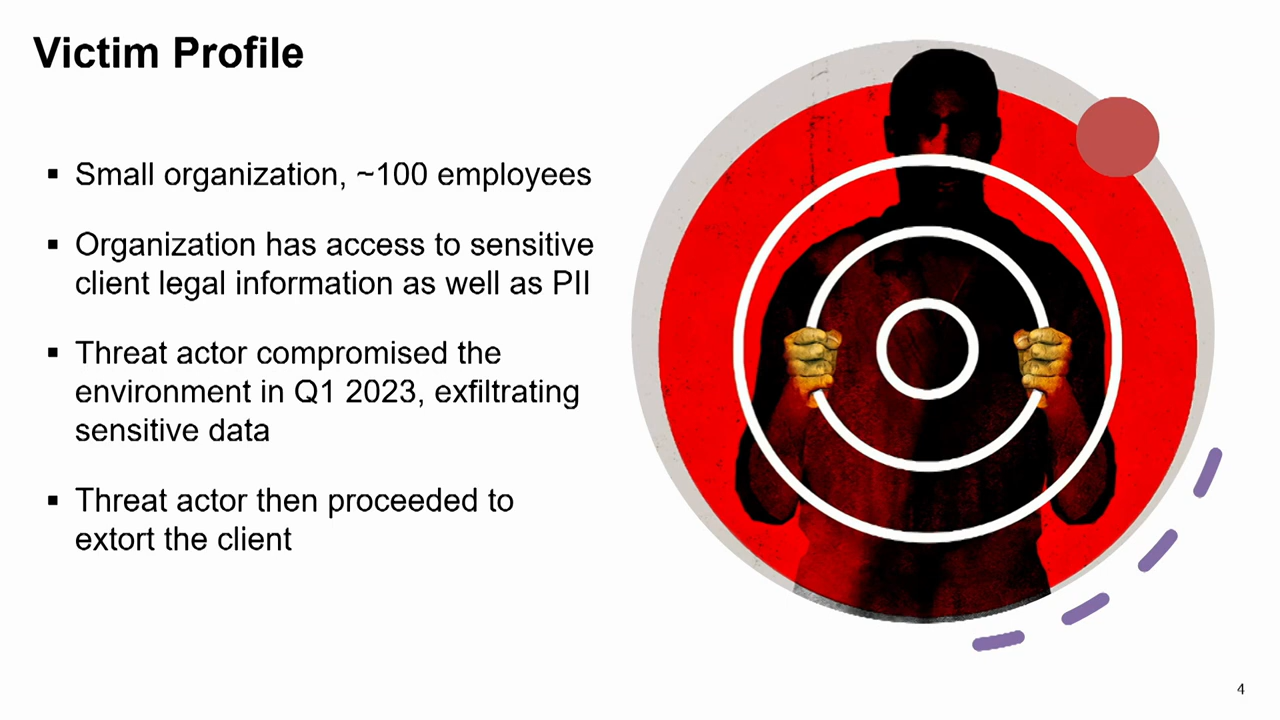 Victim Profile
▪ Small organization, ~100 employees
▪ Organization has access to sensitive
client legal information as well as PII
▪ Threat actor compromised the
environment in Q1 2023, exfiltrating
sensitive data
▪ Threat actor then proceeded to
extort the client
4